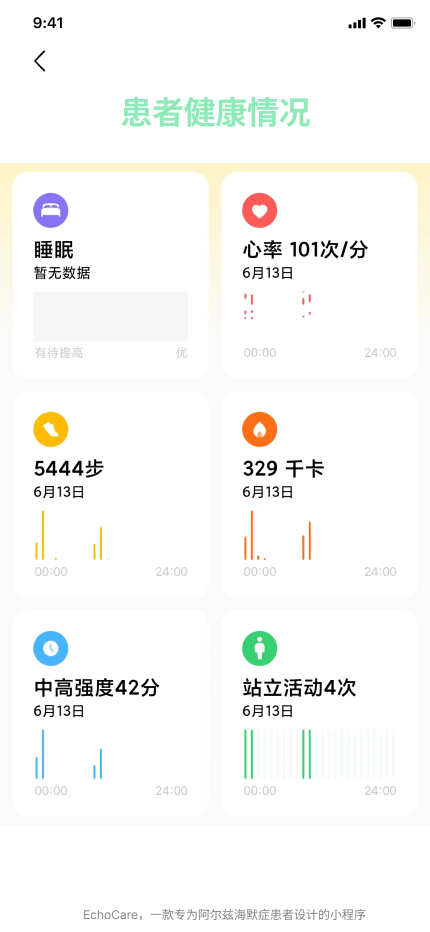 9:41
患者健康情况
睡眠
暂无数据
有待提高 优
心率 101次/分
6月13日
00:00 24:00
5444步
6月13日
00:00 24:00
329 千卡
6月13日
00:00 24:00
中高强度42分
6月13日
00:00 24:00
站立活动4次
6月13日
00:00 24:00
EchoCare，一款专为阿尔兹海默症患者设计的小程序